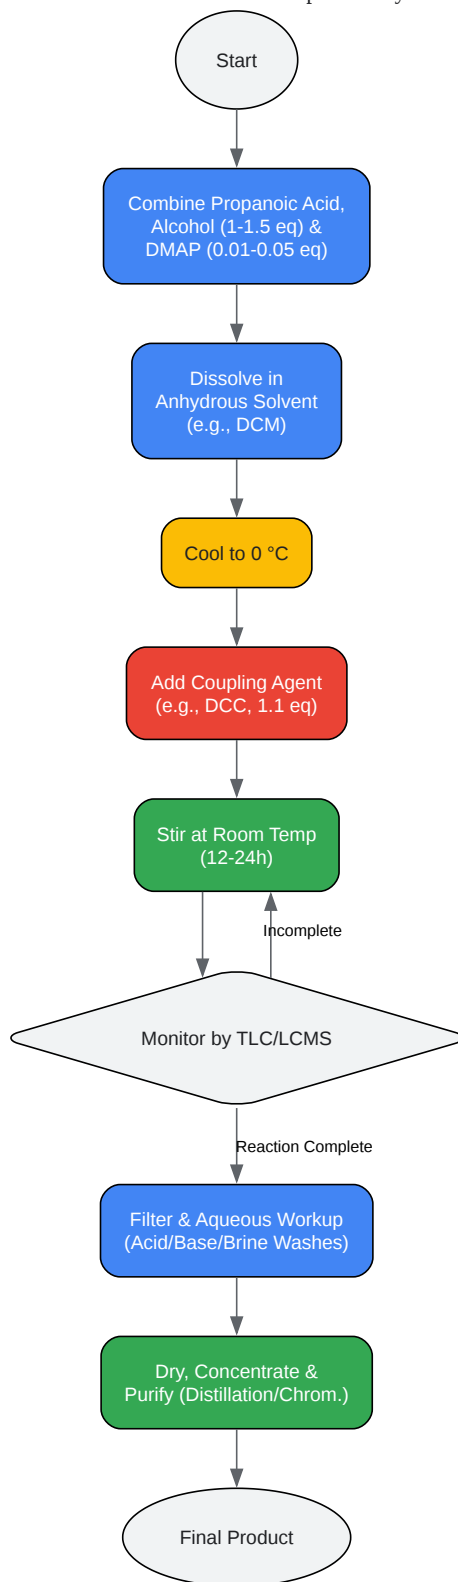 Start
Combine Propanoic Acid,
Alcohol (1-1.5 eq) &
DMAP (0.01-0.05 eq)
Dissolve in
Anhydrous Solvent
(e.g., DCM)
Cool to 0 °C
Add Coupling Agent
(e.g., DCC, 1.1 eq)
Stir at Room Temp
(12-24h)
Incomplete
Monitor by TLC/LCMS
Reaction Complete
Filter & Aqueous Workup
(Acid/Base/Brine Washes)
Dry, Concentrate &
Purify (Distillation/Chrom.)
Final Product